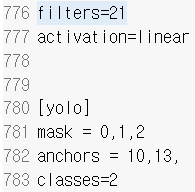 776 filters=21
777 activation=linear
778
779
780 [yolo]
781 mask = 0,1,2
782 anchors = 10,13,
783 classes=2